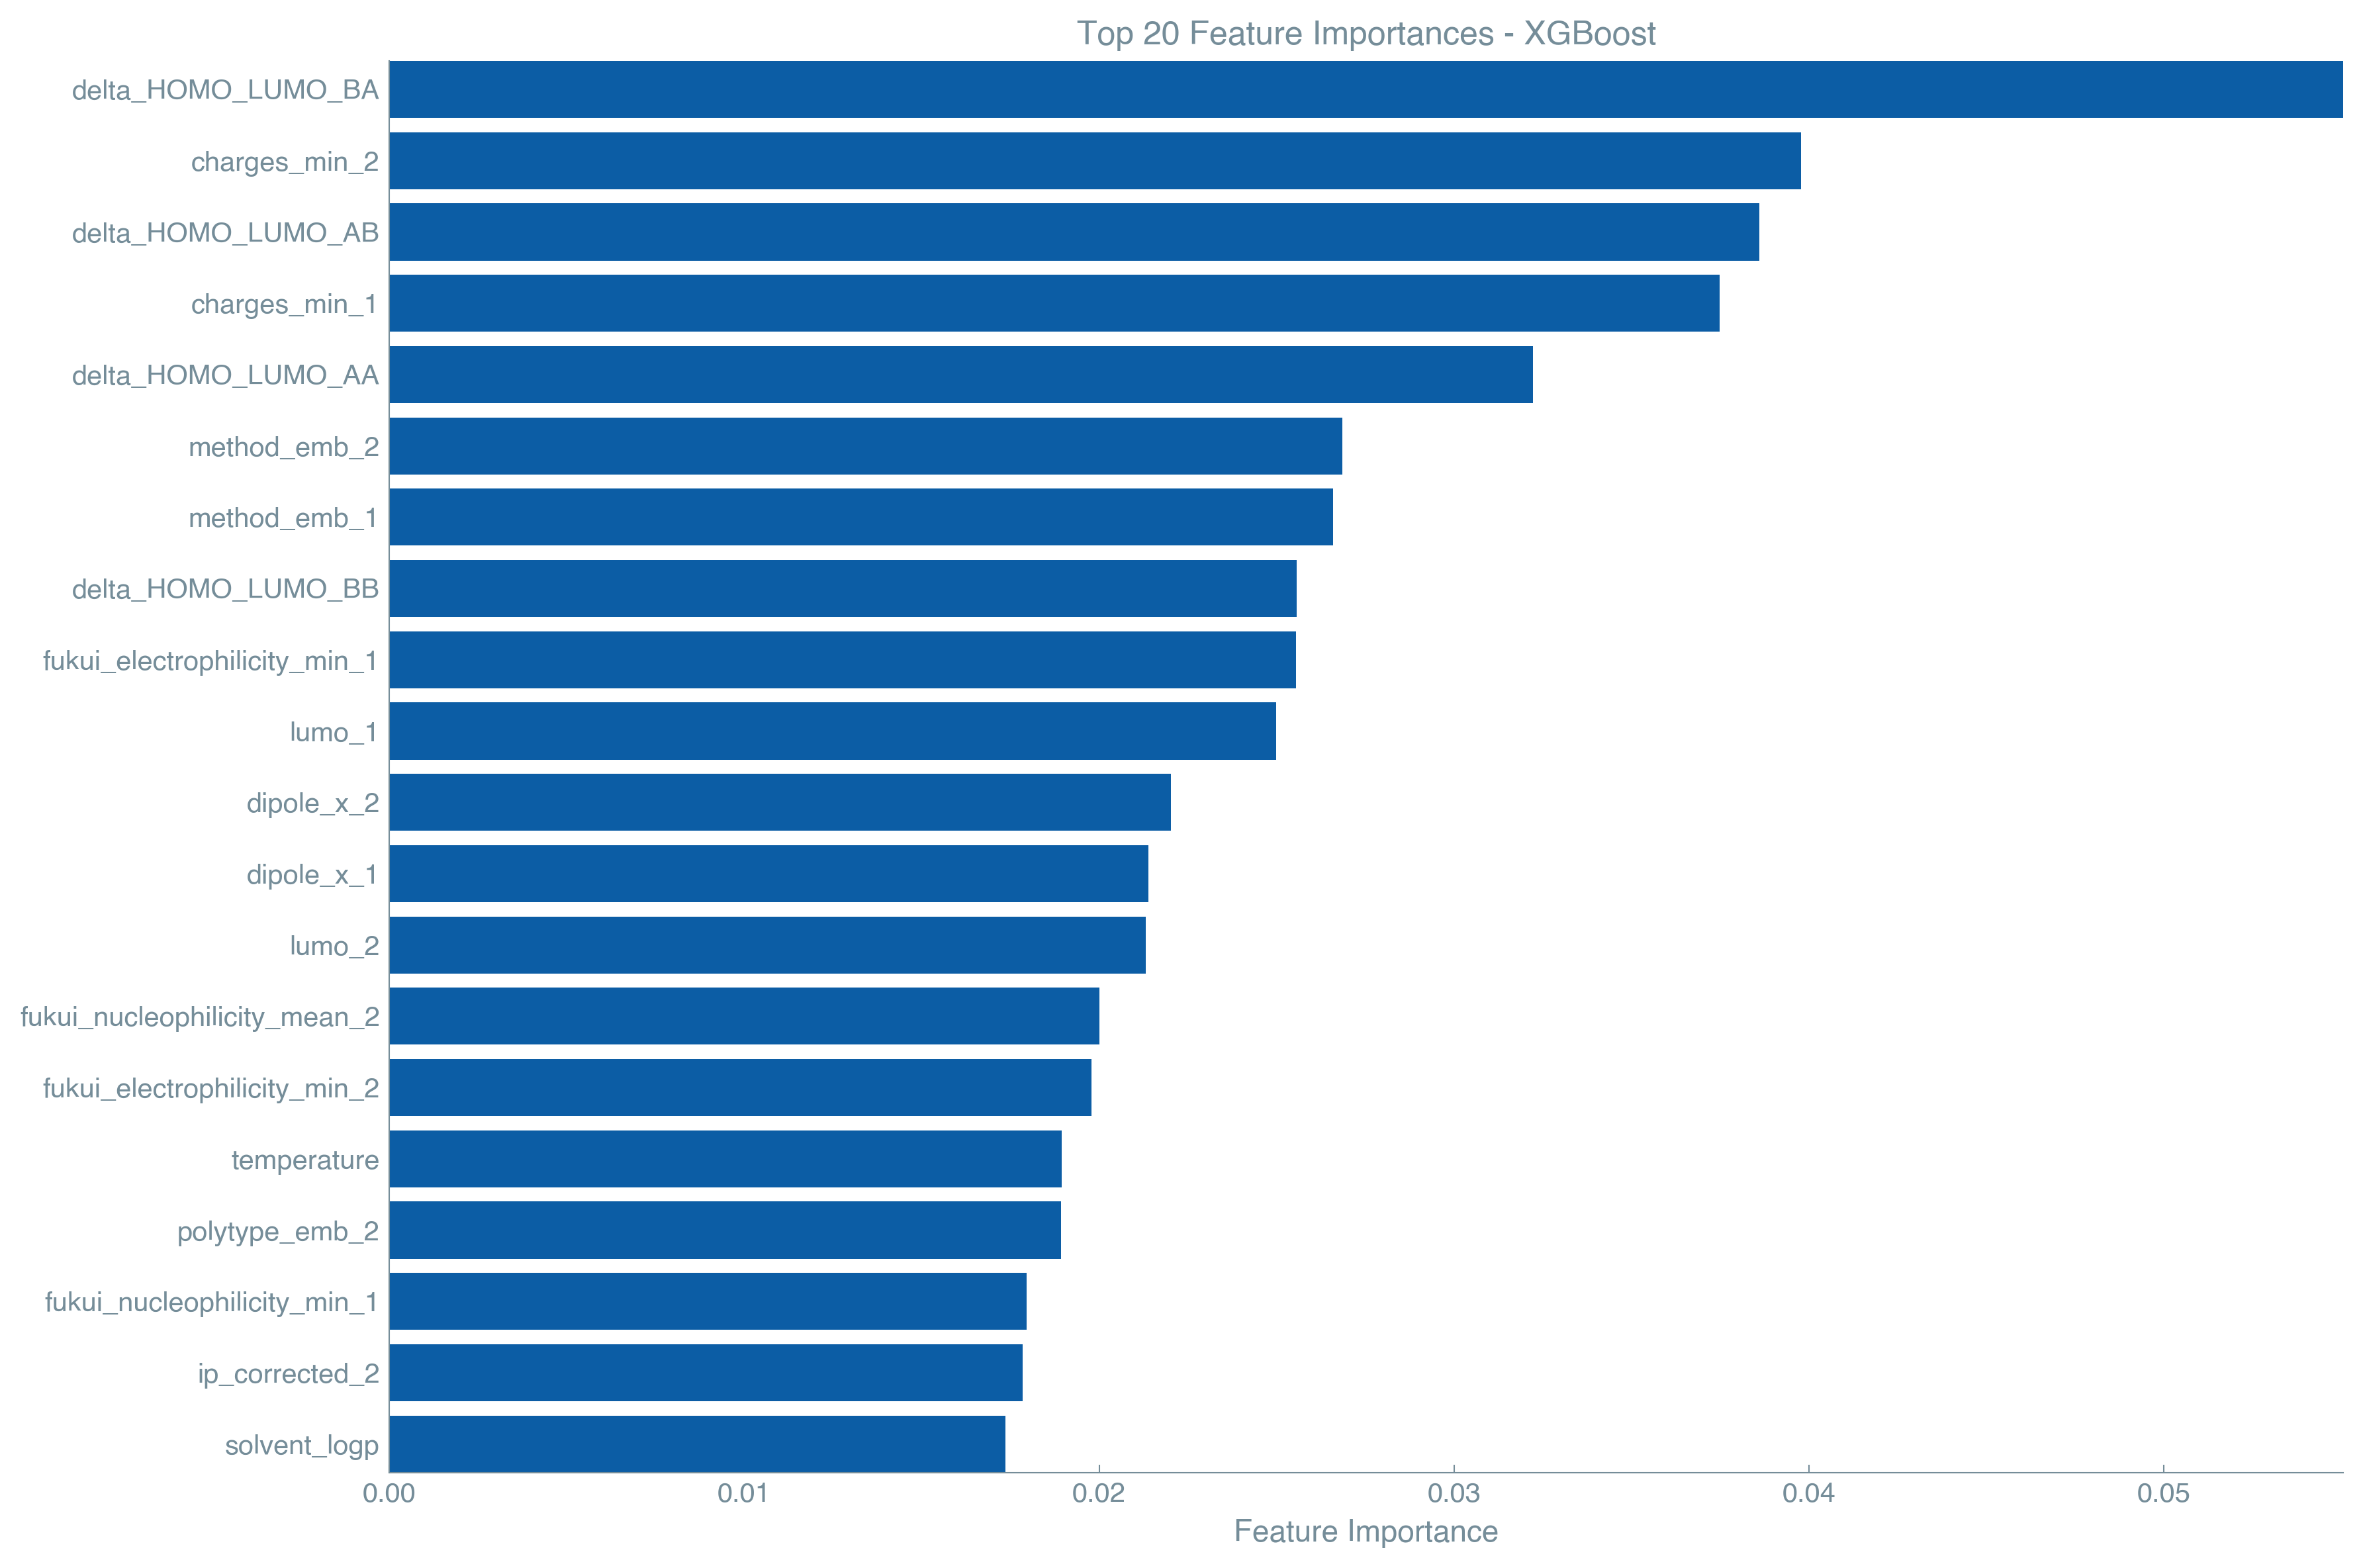 Top 20 Feature Importances - XGBoost
delta_HOMO_LUMO_BA
charges_min_2
delta_HOMO_LUMO_AB
charges_min_1
delta_HOMO_LUMO_AA
method_emb_2
method_emb_1
delta_HOMO_LUMO_BB
fukui_electrophilicity_min_1
lumo_1
dipole_x_2
dipole_x_1
lumo_2
fukui_nucleophilicity_mean_2
fukui_electrophilicity_min_2
temperature
polytype_emb_2
fukui_nucleophilicity_min_1
ip_corrected_2
solvent_logp
0.00 0.01 0.02 0.03 0.04 0.05
Feature Importance